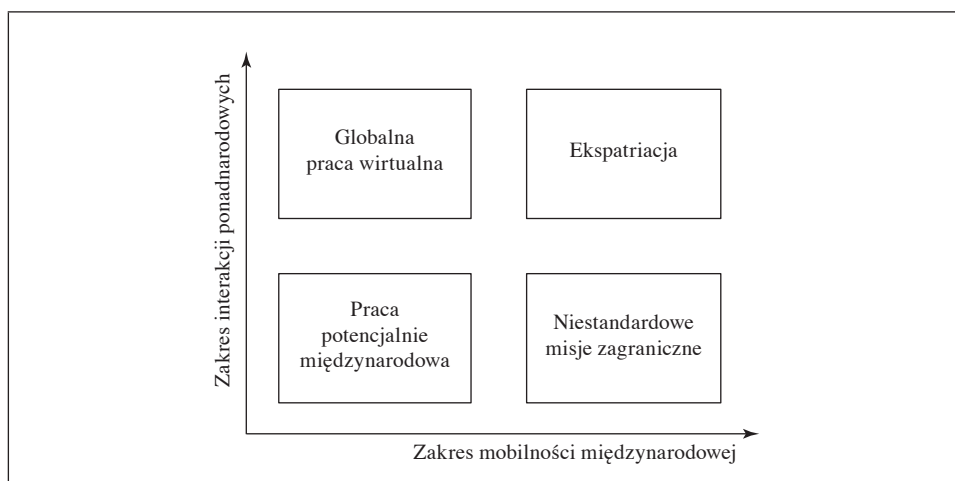 Zakres interakcji ponadnarodowych
Globalna
praca wirtualna
Ekspatriacja
Praca
potencjalnie
międzynarodowa
Niestandardowe
misje zagraniczne
Zakres mobilności międzynarodowej